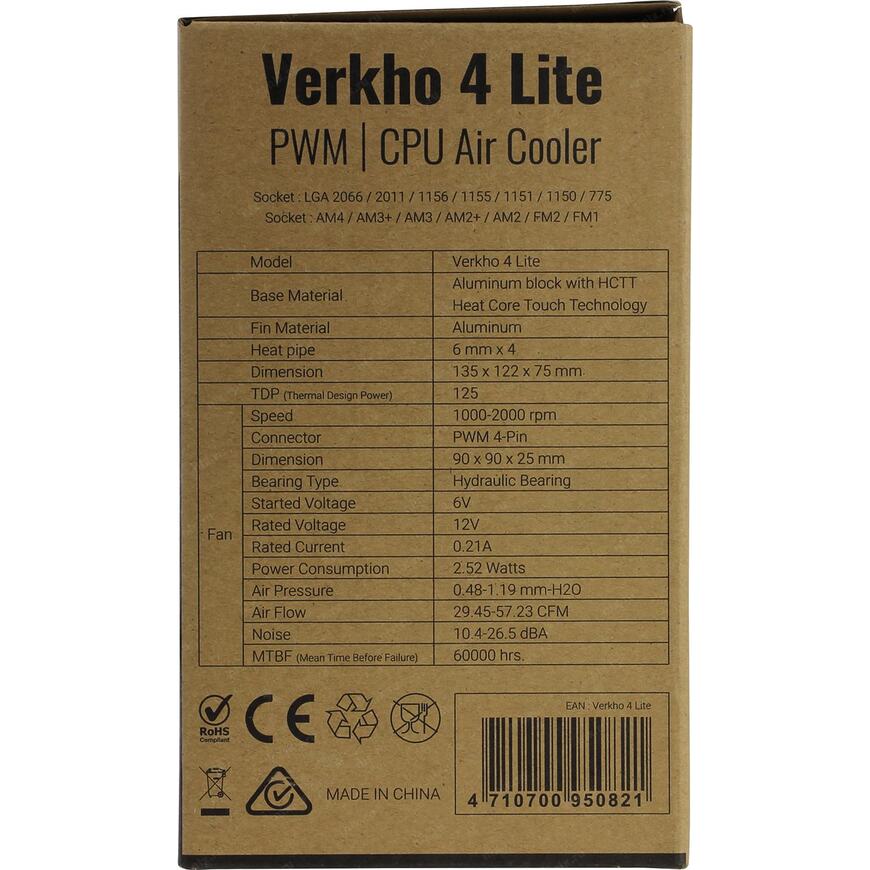 Verkho 4 Lite
PWM | CPU Air Cooler
Socket : LGA 2066 / 2011 / 1156 / 1155 / 1151 / 1150 / 775
Socket : AM4 / AM3+ / AM3 / AM2+ / AM2 / FM2 / FM1
Model Verkho 4 Lite
Base Material Aluminum block with HCTT
Heat Core Touch Technology
Fin Material Aluminum
Heat pipe 6 mm x 4
Dimension 135 x 122 x 75 mm
TDP (Thermal Design Power) 125
Fan
Speed 1000-2000 rpm
Connector PWM 4-Pin
Dimension 90 x 90 x 25 mm
Bearing Type Hydraulic Bearing
Started Voltage 6V
Rated Voltage 12V
Rated Current 0.21A
Power Consumption 2.52 Watts
Air Pressure 0.48-1.19 mm-H2O
Air Flow 29.45-57.23 CFM
Noise 10.4-26.5 dBA
MTBF (Mean Time Before Failure) 60000 hrs.
RoHS
Compliant
CE
EAN : Verkho 4 Lite
MADE IN CHINA
4 710700 950821